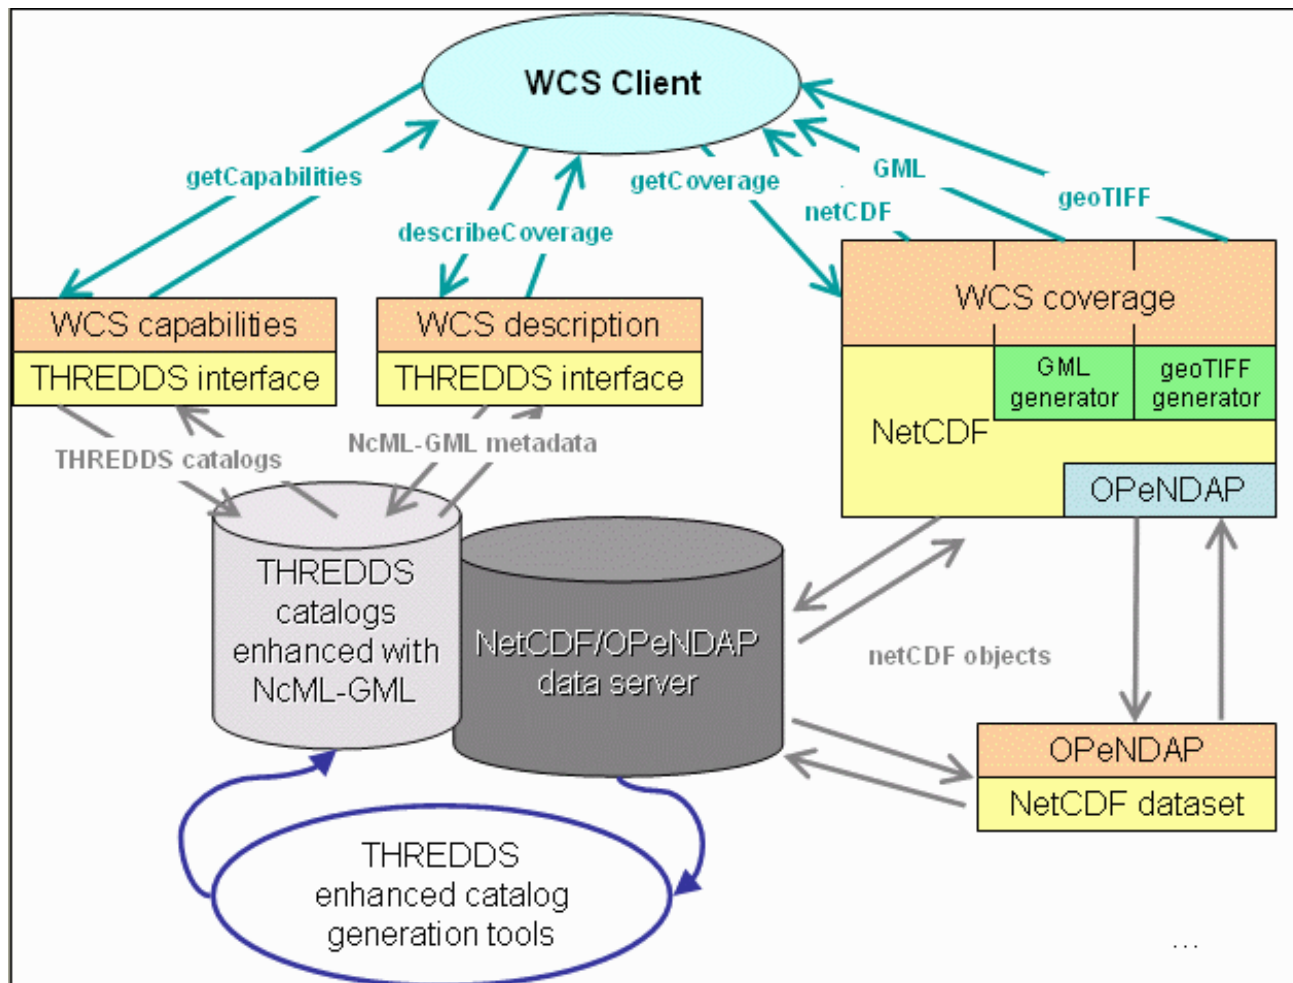 WCS Client
getCapabilities
describeCoverage
getCoverage
netCDF
GML
geoTIFF
WCS capabilities
THREDDS interface
WCS description
THREDDS interface
WCS coverage
GML
generator
geoTIFF
generator
NetCDF
OPeNDAP
THREDDS catalogs
NcML-GML metadata
THREDDS
catalogs
enhanced with
NcML-GML
NetCDF/OPeNDAP
data server
netCDF objects
OPeNDAP
NetCDF dataset
THREDDS
enhanced catalog
generation tools
...